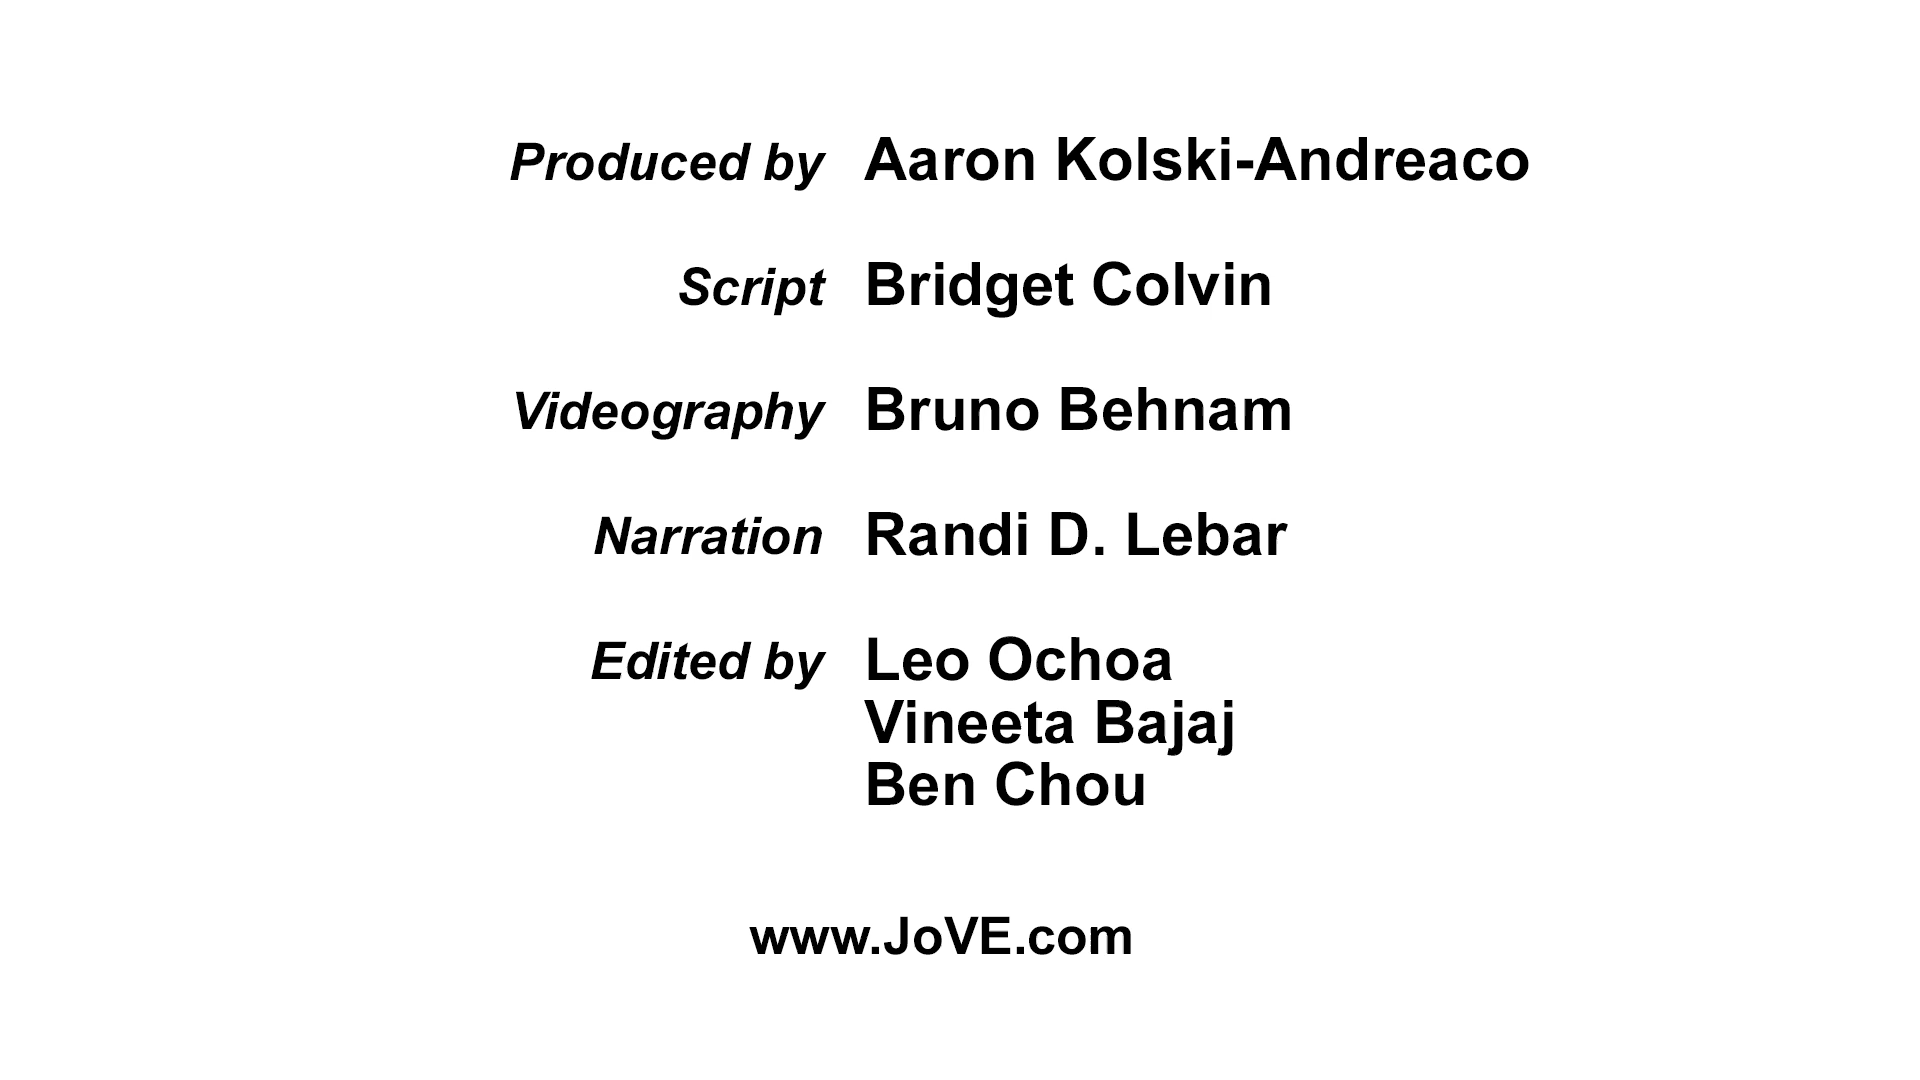 Produced by Aaron Kolski-Andreaco
Script Bridget Colvin
Videography Bruno Behnam
Narration Randi D. Lebar
Edited by Leo Ochoa
Vineeta Bajaj
Ben Chou
www.JoVE.com